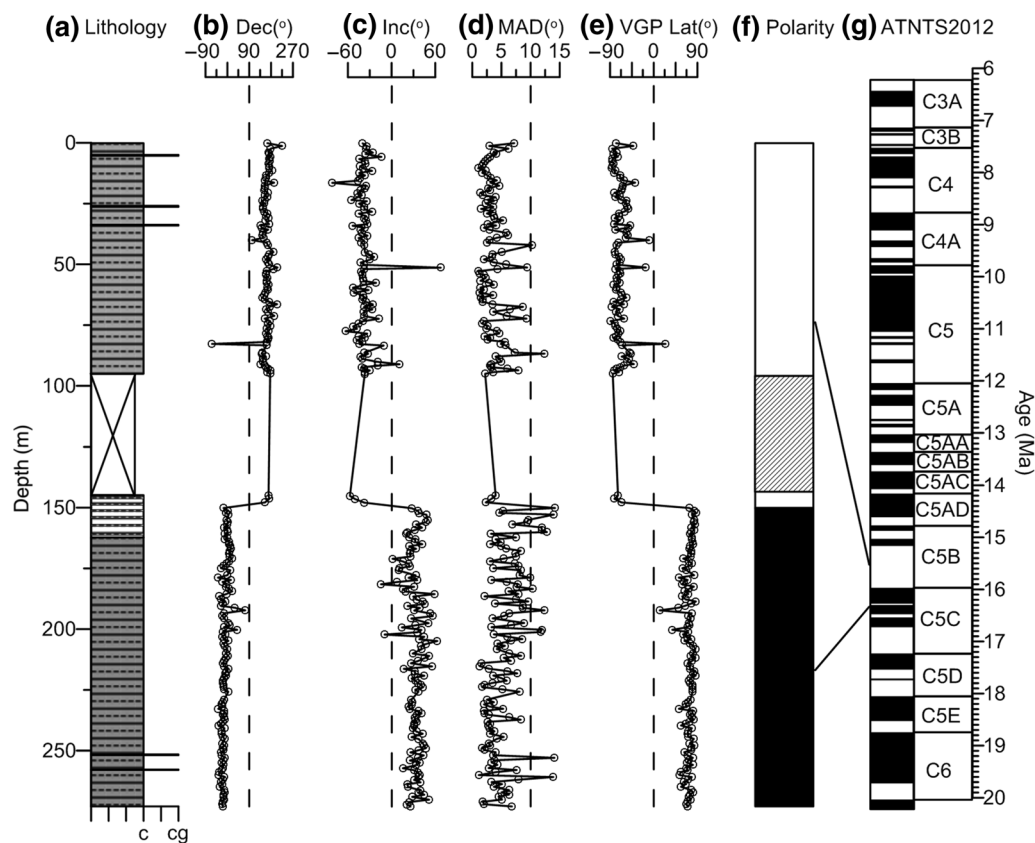 (a) Lithology (b) Dec(°) (c) Inc(°) (d) MAD(°) (e) VGP Lat(°) (f) Polarity (g) ATNTS2012
−90 90 270 −60 0 60 0 5 10 15 −90 0 90
6
C3A
7
0 C3B
8
C4
9
C4A
50 10
C5
11
100 12
C5A
13
C5AA
C5AB
C5AC
14
150 C5AD
15
C5B
16
200 C5C
17
C5D
18
C5E
250 19
C6
20
c cg
Depth (m)
Age (Ma)